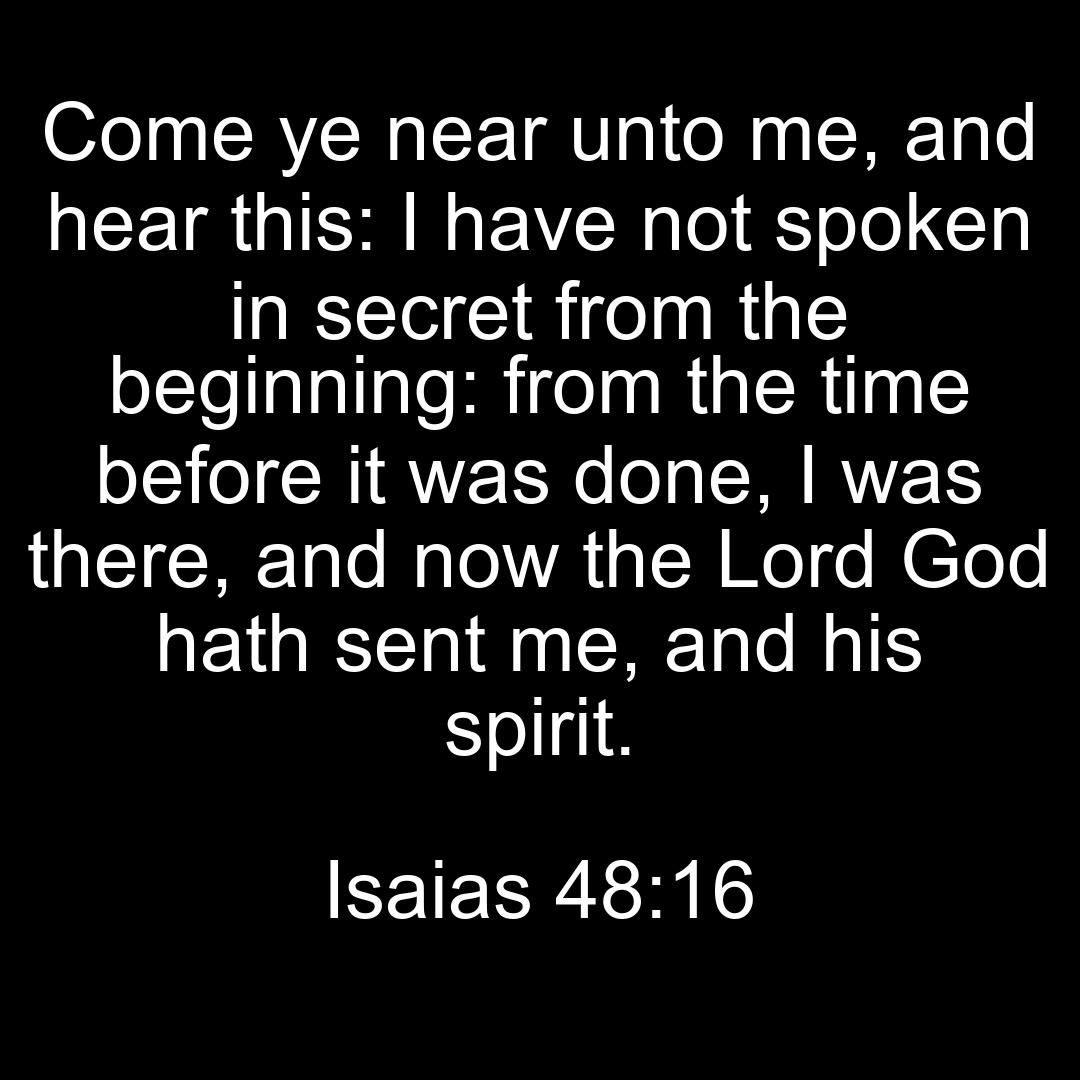 Come ye near unto me, and
hear this: I have not spoken
in secret from the
beginning: from the time
before it was done, I was
there, and now the Lord God
hath sent me, and his
spirit.
Isaias 48:16